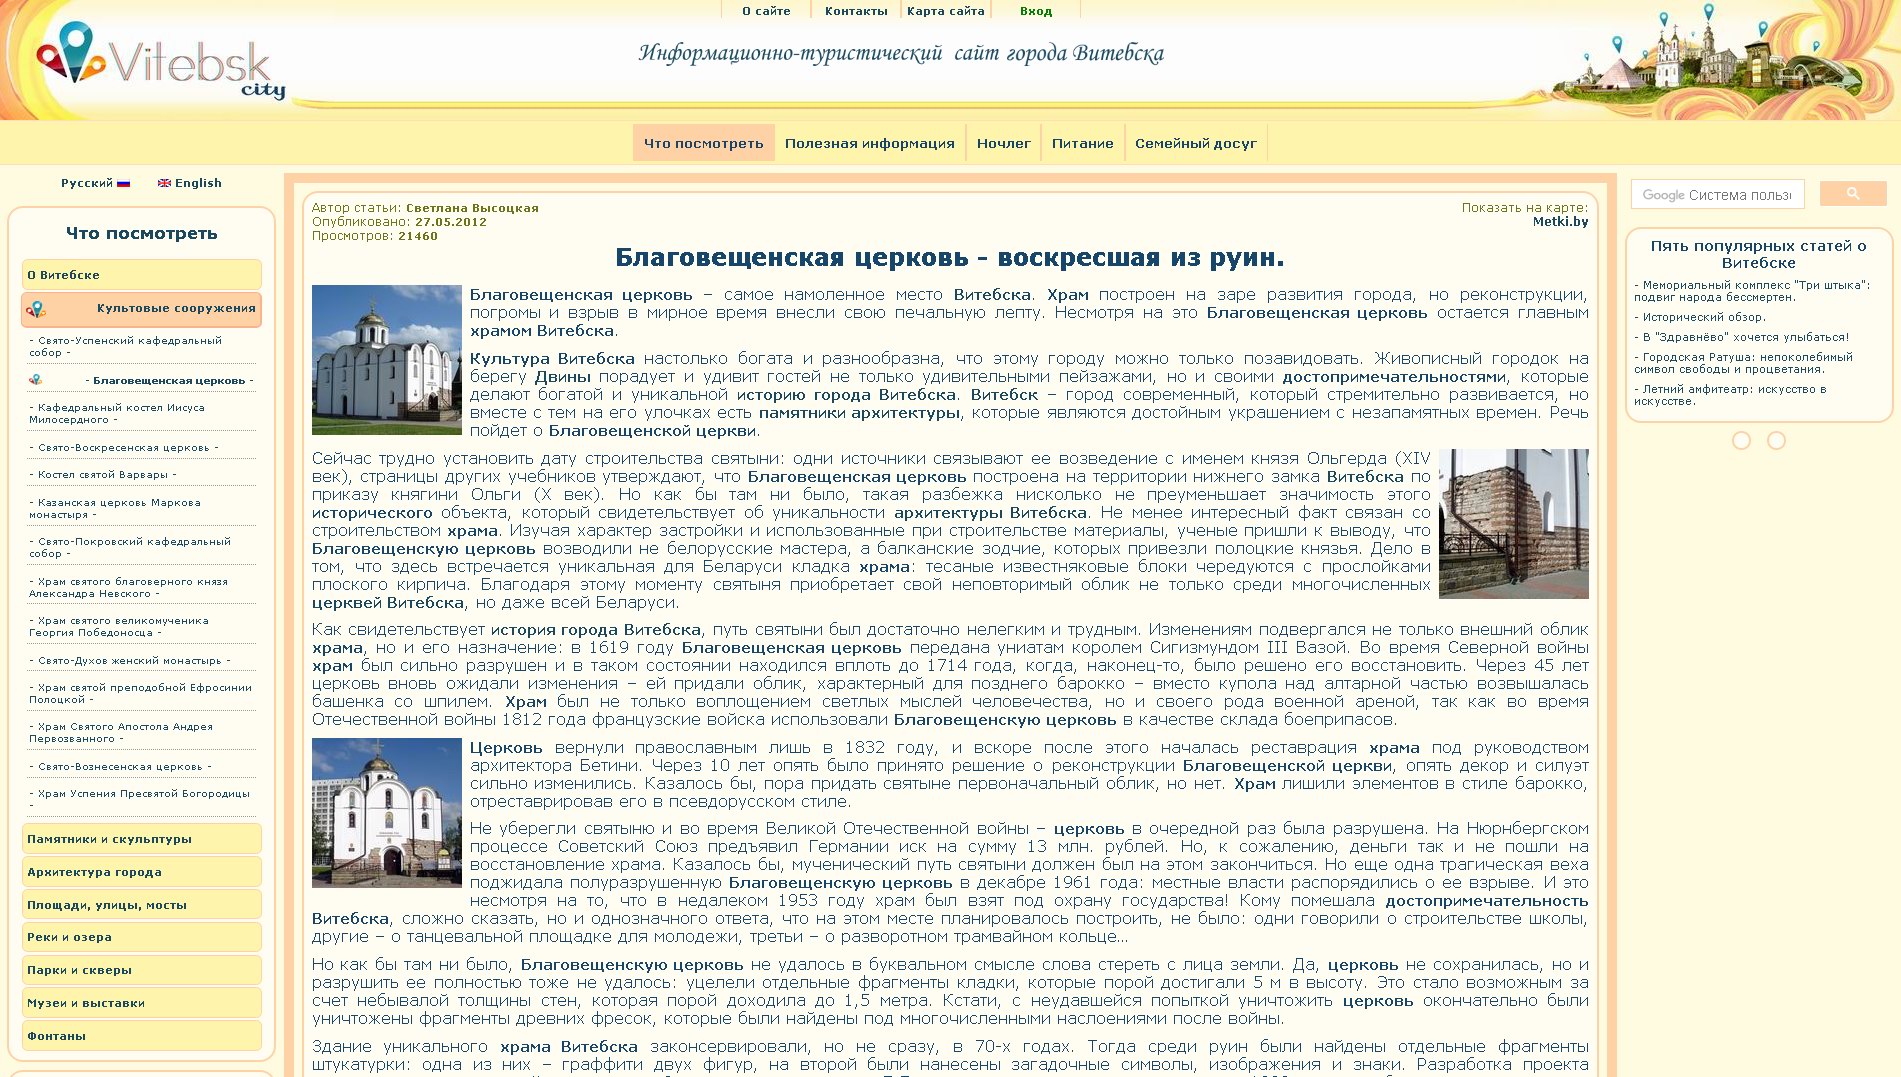 О сайте
Контакты
Карта сайта
Вход
Vitebsk
city
Информационно-туристический сайт города Витебска
Что посмотреть
Полезная информация
Ночлег
Питание
Семейный досуг
Русский
English
Что посмотреть
О Витебске
Культовые сооружения
- Свято-Успенский кафедральный
собор -
- Благовещенская церковь -
- Кафедральный костел Иисуса
Милосердного -
- Свято-Воскресенская церковь -
- Костел святой Варвары -
- Казанская церковь Маркова
монастыря -
- Свято-Покровский кафедральный
собор -
- Храм святого благоверного князя
Александра Невского -
- Храм святого великомученика
Георгия Победоносца -
- Свято-Духов женский монастырь -
- Храм святой преподобной Ефросинии
Полоцкой -
- Храм Святого Апостола Андрея
Первозванного -
- Свято-Вознесенская церковь -
- Храм Успения Пресвятой Богородицы
-
Памятники и скульптуры
Архитектура города
Площади, улицы, мосты
Реки и озера
Парки и скверы
Музеи и выставки
Фонтаны
Автор статьи: Светлана Высоцкая
Опубликовано: 27.05.2012
Просмотров: 21460
Показать на карте:
Metki.by
Благовещенская церковь - воскресшая из руин.
Благовещенская церковь – самое намоленное место Витебска. Храм построен на заре развития города, но реконструкции,
погромы и взрыв в мирное время внесли свою печальную лепту. Несмотря на это Благовещенская церковь остается главным
храмом Витебска.
Культура Витебска настолько богата и разнообразна, что этому городу можно только позавидовать. Живописный городок на
берегу Двины порадует и удивит гостей не только удивительными пейзажами, но и своими достопримечательностями, которые
делают богатой и уникальной историю города Витебска. Витебск – город современный, который стремительно развивается, но
вместе с тем на его улочках есть памятники архитектуры, которые являются достойным украшением с незапамятных времен. Речь
пойдет о Благовещенской церкви.
Сейчас трудно установить дату строительства святыни: одни источники связывают ее возведение с именем князя Ольгерда (XIV
век), страницы других учебников утверждают, что Благовещенская церковь построена на территории нижнего замка Витебска по
приказу княгини Ольги (X век). Но как бы там ни было, такая разбежка нисколько не преуменьшает значимость этого
исторического объекта, который свидетельствует об уникальности архитектуры Витебска. Не менее интересный факт связан со
строительством храма. Изучая характер застройки и использованные при строительстве материалы, ученые пришли к выводу, что
Благовещенскую церковь возводили не белорусские мастера, а балканские зодчие, которых привезли полоцкие князья. Дело в
том, что здесь встречается уникальная для Беларуси кладка храма: тесаные известняковые блоки чередуются с прослойками
плоского кирпича. Благодаря этому моменту святыня приобретает свой неповторимый облик не только среди многочисленных
церквей Витебска, но даже всей Беларуси.
Как свидетельствует история города Витебска, путь святыни был достаточно нелегким и трудным. Изменениям подвергался не только внешний облик
храма, но и его назначение: в 1619 году Благовещенская церковь передана униатам королем Сигизмундом III Вазой. Во время Северной войны
храм был сильно разрушен и в таком состоянии находился вплоть до 1714 года, когда, наконец-то, было решено его восстановить. Через 45 лет
церковь вновь ожидали изменения – ей придали облик, характерный для позднего барокко – вместо купола над алтарной частью возвышалась
башенка со шпилем. Храм был не только воплощением светлых мыслей человечества, но и своего рода военной ареной, так как во время
Отечественной войны 1812 года французские войска использовали Благовещенскую церковь в качестве склада боеприпасов.
Церковь вернули православным лишь в 1832 году, и вскоре после этого началась реставрация храма под руководством
архитектора Бетини. Через 10 лет опять было принято решение о реконструкции Благовещенской церкви, опять декор и силуэт
сильно изменились. Казалось бы, пора придать святыне первоначальный облик, но нет. Храм лишили элементов в стиле барокко,
отреставрировав его в псевдорусском стиле.
Не уберегли святыню и во время Великой Отечественной войны – церковь в очередной раз была разрушена. На Нюрнбергском
процессе Советский Союз предъявил Германии иск на сумму 13 млн. рублей. Но, к сожалению, деньги так и не пошли на
восстановление храма. Казалось бы, мученический путь святыни должен был на этом закончиться. Но еще одна трагическая веха
поджидала полуразрушенную Благовещенскую церковь в декабре 1961 года: местные власти распорядились о ее взрыве. И это
несмотря на то, что в недалеком 1953 году храм был взят под охрану государства! Кому помешала достопримечательность
Витебска, сложно сказать, но и однозначного ответа, что на этом месте планировалось построить, не было: одни говорили о строительстве школы,
другие – о танцевальной площадке для молодежи, третьи – о разворотном трамвайном кольце...
Но как бы там ни было, Благовещенскую церковь не удалось в буквальном смысле слова стереть с лица земли. Да, церковь не сохранилась, но и
разрушить ее полностью тоже не удалось: уцелели отдельные фрагменты кладки, которые порой достигали 5 м в высоту. Это стало возможным за
счет небывалой толщины стен, которая порой доходила до 1,5 метра. Кстати, с неудавшейся попыткой уничтожить церковь окончательно были
уничтожены фрагменты древних фресок, которые были найдены под многочисленными наслоениями после войны.
Здание уникального храма Витебска законсервировали, но не сразу, в 70-х годах. Тогда среди руин были найдены отдельные фрагменты
штукатурки: одна из них – граффити двух фигур, на второй были нанесены загадочные символы, изображения и знаки. Разработка проекта
Google Система польз
Пять популярных статей о
Витебске
- Мемориальный комплекс "Три штыка":
подвиг народа бессмертен.
- Исторический обзор.
- В "Здравнёво" хочется улыбаться!
- Городская Ратуша: непоколебимый
символ свободы и процветания.
- Летний амфитеатр: искусство в
искусстве.